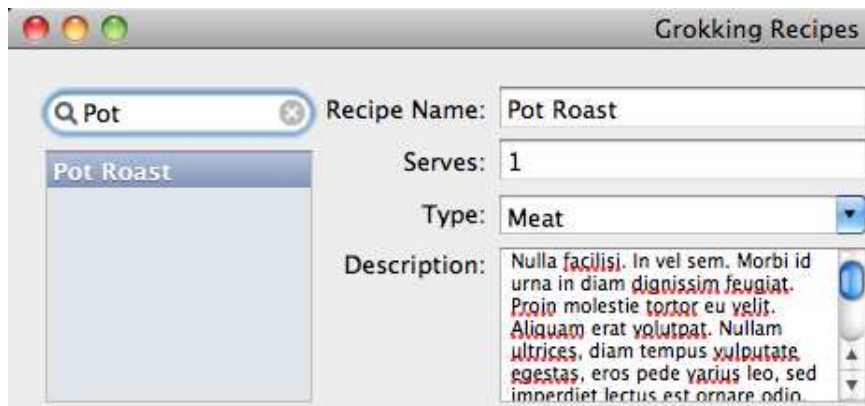 Grokking Recipes
Pot
Pot Roast
Recipe Name: Pot Roast
Serves: 1
Type: Meat
Description: Nulla facilisi. In vel sem. Morbi id
urna in diam dignissim feugiat.
Proin molestie tortor eu velit.
Aliquam erat volutpat. Nullam
ultrices, diam tempus vulputate
egestas, eros pede varius leo, sed
imperdiet lectus est ornare odio.